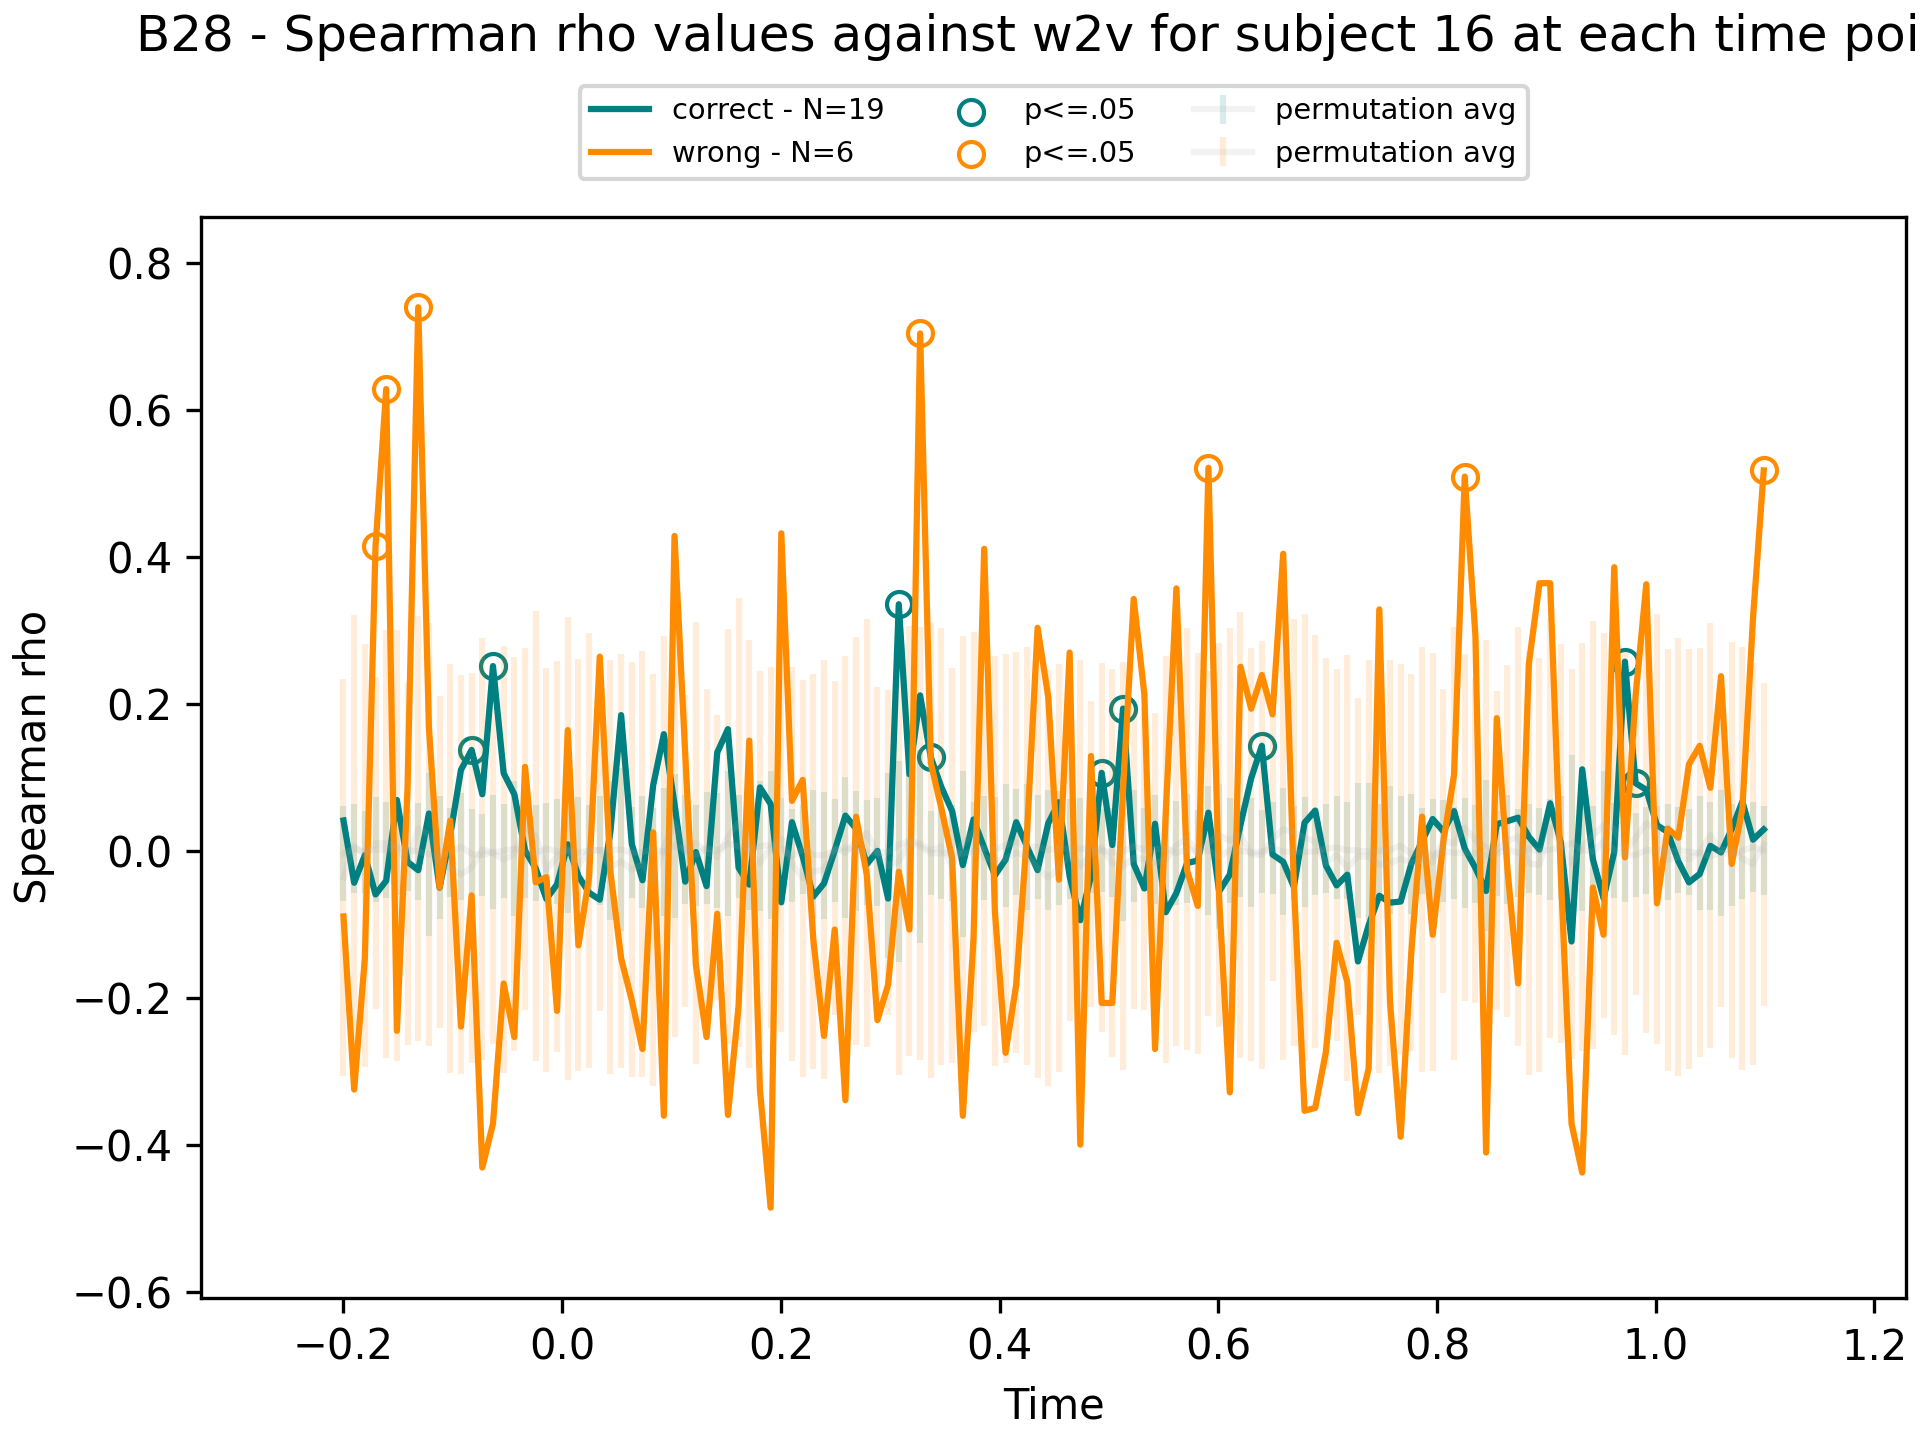 B28 - Spearman rho values against w2v for subject 16 at each time poi
correct - N=19 p<=.05 permutation avg
wrong - N=6 p<=.05 permutation avg
0.8
0.6
0.4
0.2
0.0
−0.2
−0.4
−0.6
Spearman rho
−0.2 0.0 0.2 0.4 0.6 0.8 1.0 1.2
Time